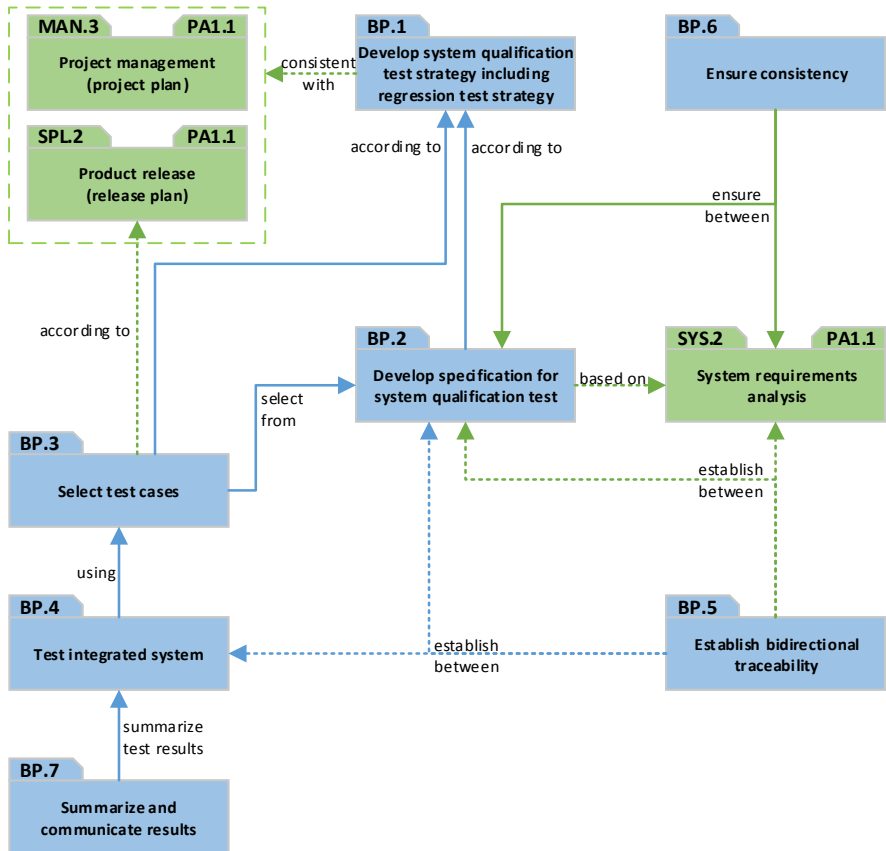 MAN.3 PA1.1
Project management
(project plan)
SPL.2 PA1.1
Product release
(release plan)
consistent
with
BP.1
Develop system qualification
test strategy including
regression test strategy
BP.6
Ensure consistency
according to
according to
ensure
between
according to
BP.2
Develop specification for
system qualification test
based on
SYS.2 PA1.1
System requirements
analysis
select
from
BP.3
Select test cases
establish
between
using
BP.4
Test integrated system
establish
between
BP.5
Establish bidirectional
traceability
summarize
test results
BP.7
Summarize and
communicate results